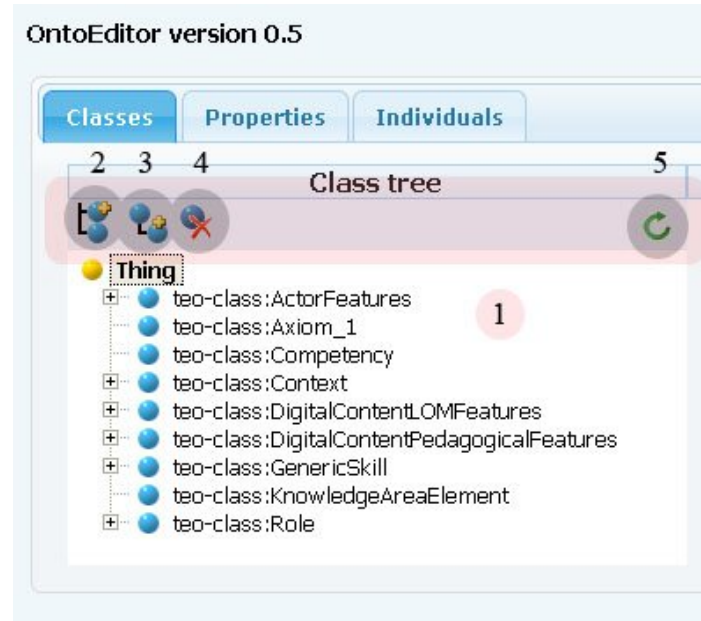 OntoEditor version 0.5
Classes Properties Individuals
2 3 4 5
Class tree
Thing
teo-class:ActorFeatures
1
teo-class:Axiom_1
teo-class:Competency
teo-class:Context
teo-class:DigitalContentLOMFeatures
teo-class:DigitalContentPedagogicalFeatures
teo-class:GenericSkill
teo-class:KnowledgeAreaElement
teo-class:Role